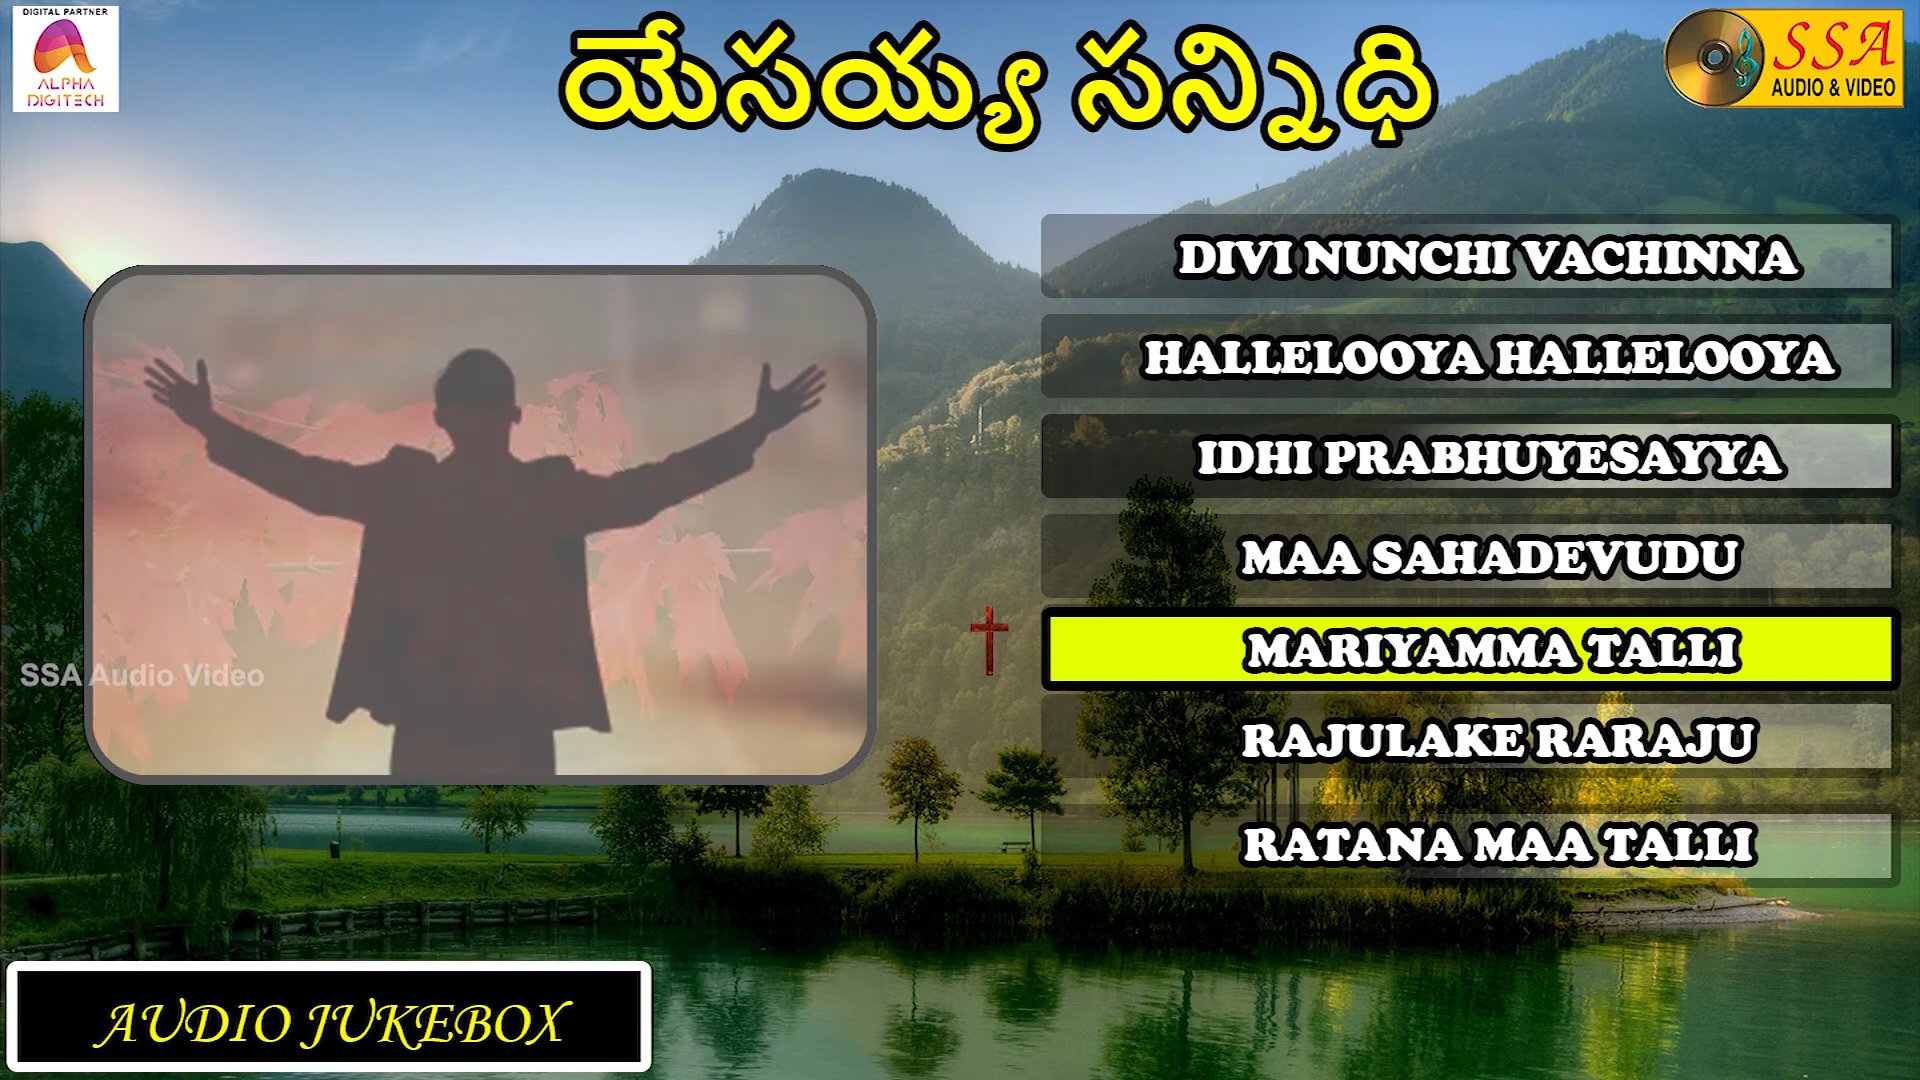 DIGITAL PARTNER
ALPHA
DIGITECH
యేసయ్య సన్నిధి
SSA
AUDIO & VIDEO
DIVI NUNCHI VACHINNA
HALLELOOYA HALLELOOYA
IDHI PRABHUYESAYYA
MAA SAHADEVUDU
MARIYAMMA TALLI
RAJULAKE RARAJU
RATANA MAA TALLI
SSA Audio Video
AUDIO JUKEBOX